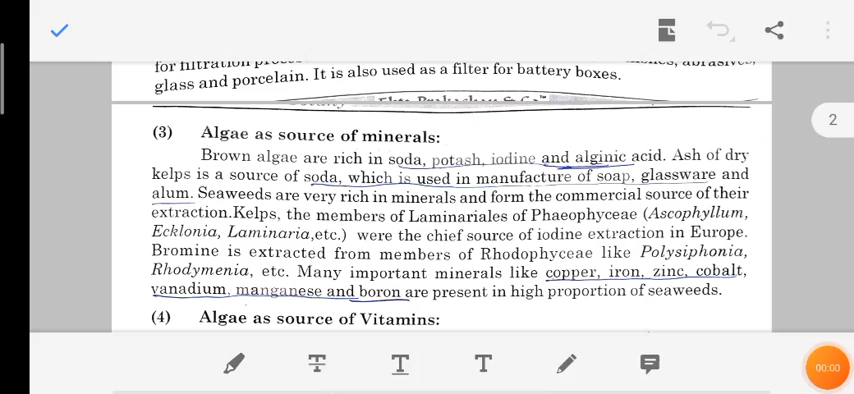 for filtration
abrasives,
glass and porcelain. It is also used as a filter for battery boxes.
2
(3) Algae as source of minerals:
Brown algae are rich in soda, potash, iodine and alginic acid. Ash of dry
kelps is a source of soda, which is used in manufacture of soap, glassware and
alum. Seaweeds are very rich in minerals and form the commercial source of their
extraction.Kelps, the members of Laminariales of Phaeophyceae (Ascophyllum,
Ecklonia, Laminaria,etc.) were the chief source of iodine extraction in Europe.
Bromine is extracted from members of Rhodophyceae like Polysiphonia,
Rhodymenia, etc. Many important minerals like copper, iron, zinc, cobalt,
vanadium, manganese and boron are present in high proportion of seaweeds.
(4) Algae as source of Vitamins:
T T T
00:00